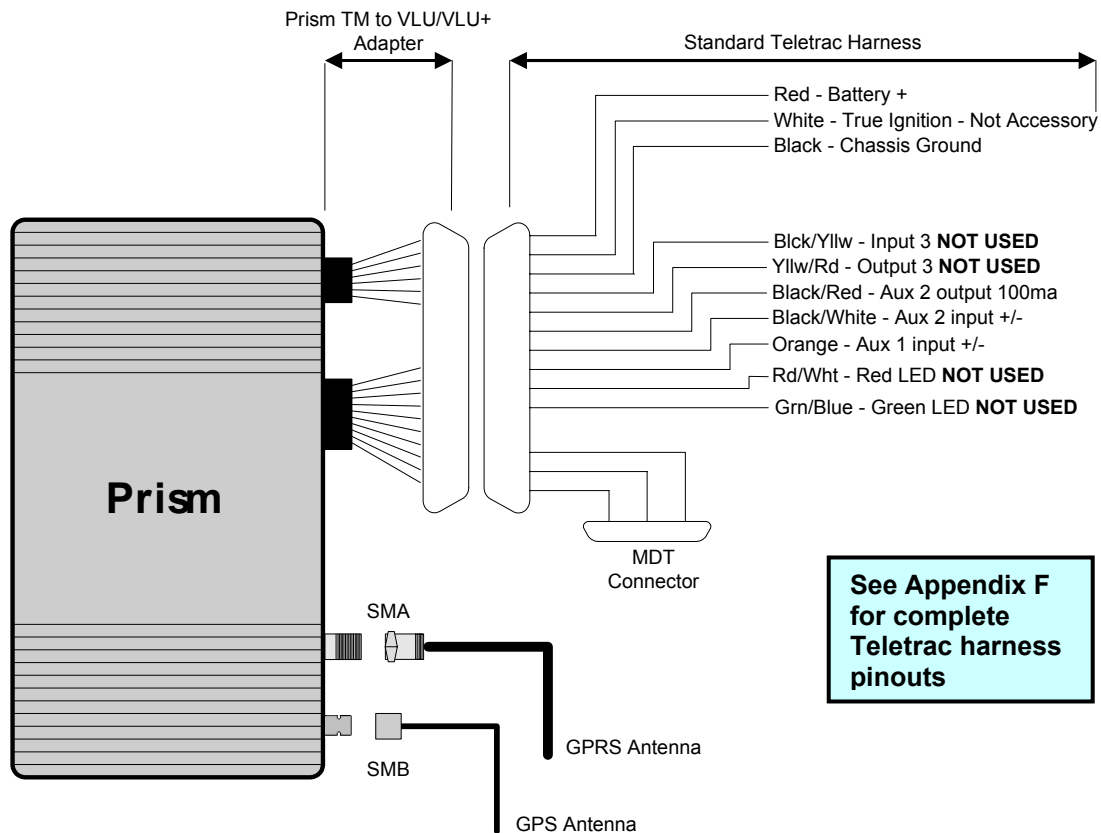 Prism TM to VLU/VLU+
Adapter
Standard Teletrac Harness
Red - Battery +
White - True Ignition - Not Accessory
Black - Chassis Ground
Blck/Yllw - Input 3 NOT USED
Yllw/Rd - Output 3 NOT USED
Black/Red - Aux 2 output 100ma
Black/White - Aux 2 input +/-
Orange - Aux 1 input +/-
Rd/Wht - Red LED NOT USED
Grn/Blue - Green LED NOT USED
Prism
MDT
Connector
See Appendix F
for complete
Teletrac harness
pinouts
SMA
GPRS Antenna
SMB
GPS Antenna